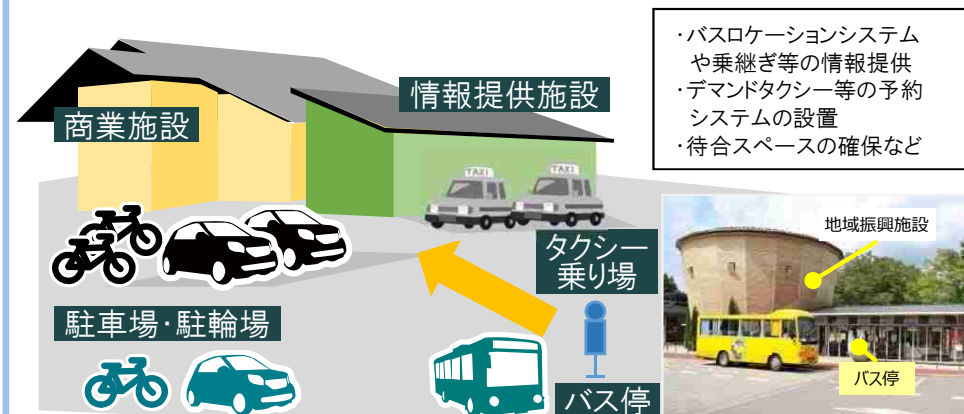 ・バスロケーションシステム
や乗継ぎ等の情報提供
・デマンドタクシー等の予約
システムの設置
・待合スペースの確保など
情報提供施設
商業施設
TAXI
TAXI
タクシー
乗り場
駐車場・駐輪場
バス停
地域振興施設
バス停